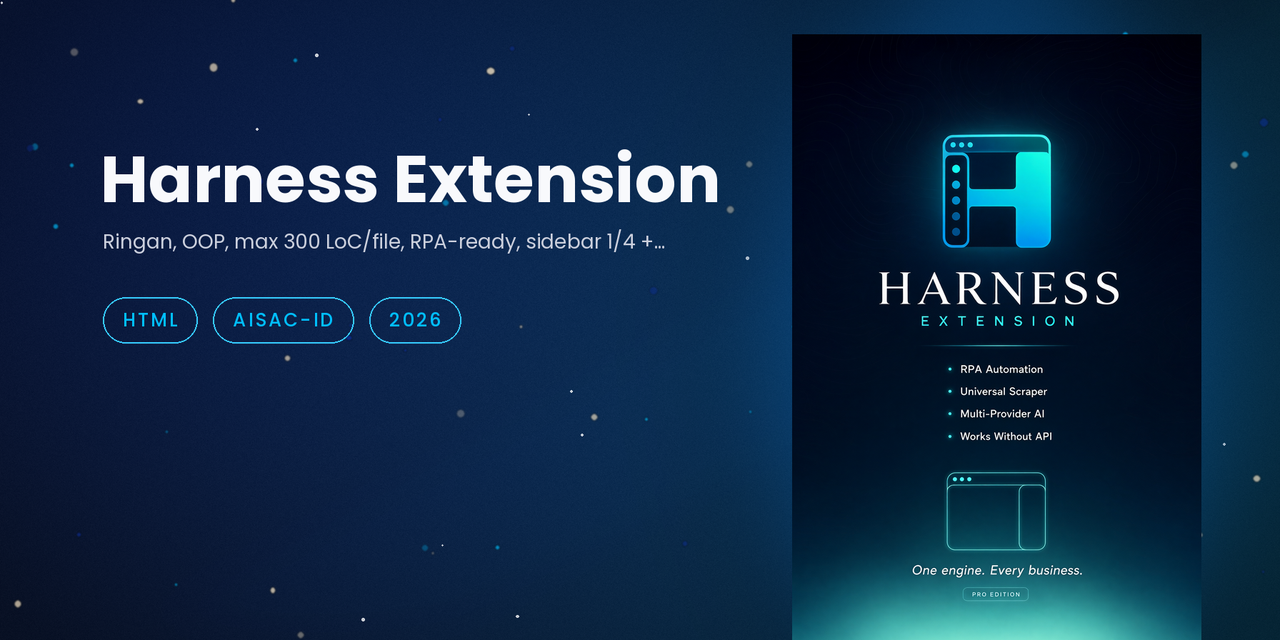 Harness Extension
Ringan, OOP, max 300 LoC/file, RPA-ready, sidebar 1/4 +...
HTML
AISAC-ID
2026
HARNESS
EXTENSION
RPA Automation
Universal Scraper
Multi-Provider AI
Works Without API
One engine. Every business.
PRO EDITION